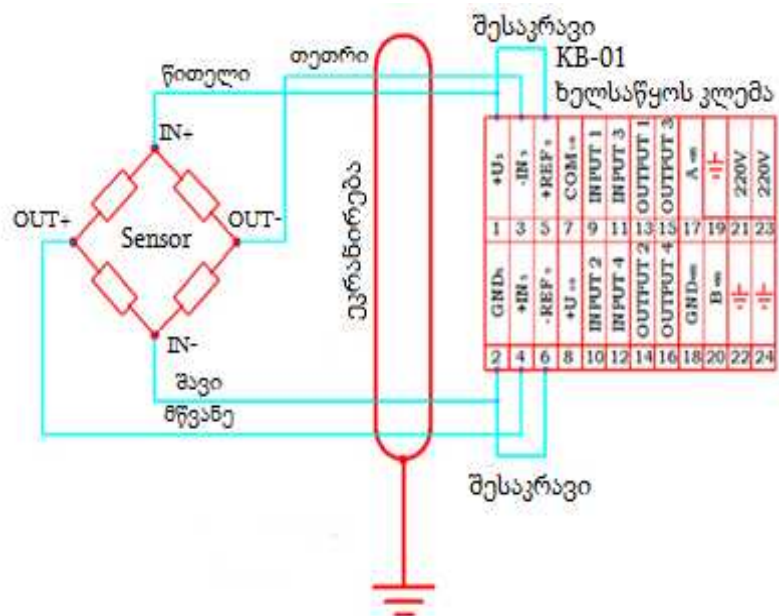 შესაკრავი
თეთრი
KB-01
წითელი
ხელსაწყოს კლემა
IN+
OUT+
OUT-
Sensor
ეკრანირება
+U
-IN
+REF
COM
INPUT 1
INPUT 3
OUTPUT 1
OUTPUT 3
A
220V
220V
1 3 5 7 9 11 13 15 17 19 21 23
GND
+IN
-REF
+U
INPUT 2
INPUT 4
OUTPUT 2
OUTPUT 4
GND
B
2 4 6 8 10 12 14 16 18 20 22 24
IN-
შავი
მწვანე
შესაკრავი